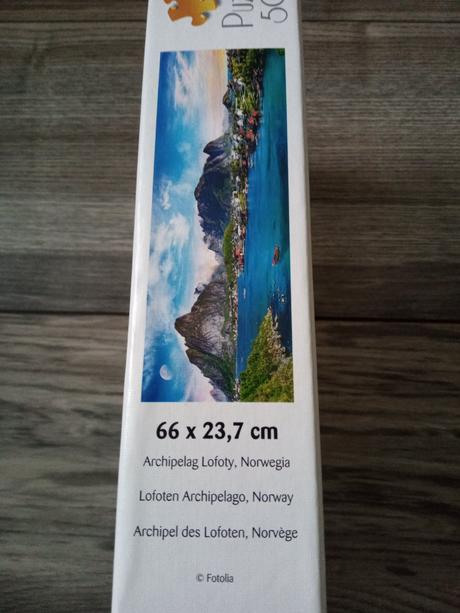 66 x 23,7 cm
Archipelag Lofoty, Norwegia
Lofoten Archipelago, Norway
Archipel des Lofoten, Norvège
© Fotolia